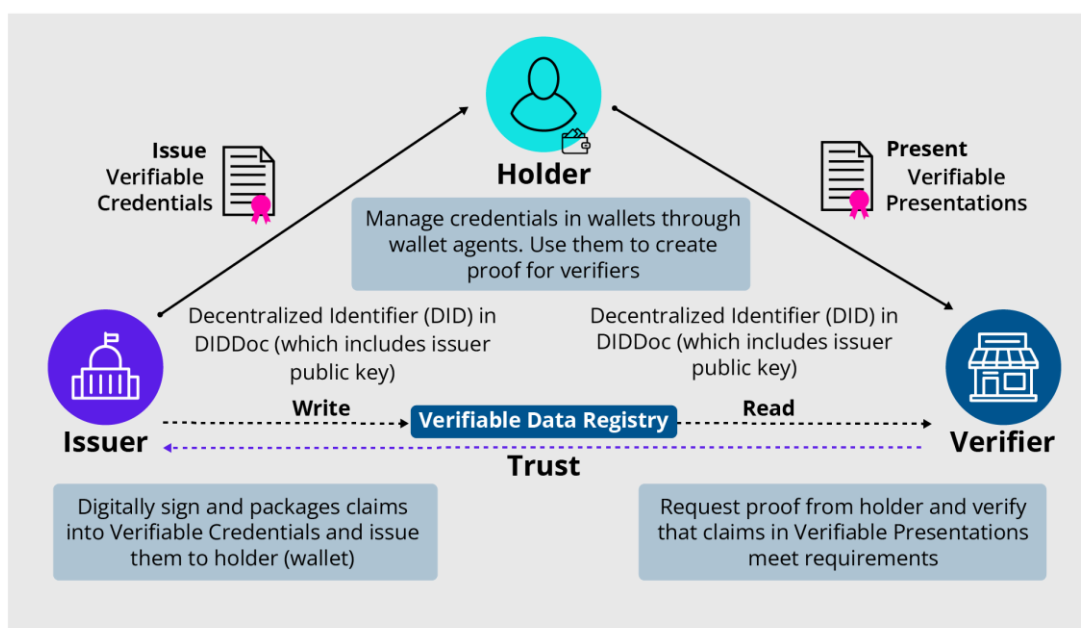 Issue
Verifiable
Credentials
Holder
Present
Verifiable
Presentations
Manage credentials in wallets through
wallet agents. Use them to create
proof for verifiers
Decentralized Identifier (DID) in
DIDDoc (which includes issuer
public key)
Decentralized Identifier (DID) in
DIDDoc (which includes issuer
public key)
Write
Verifiable Data Registry
Read
Issuer
Trust
Verifier
Digitally sign and packages claims
into Verifiable Credentials and issue
them to holder (wallet)
Request proof from holder and verify
that claims in Verifiable Presentations
meet requirements